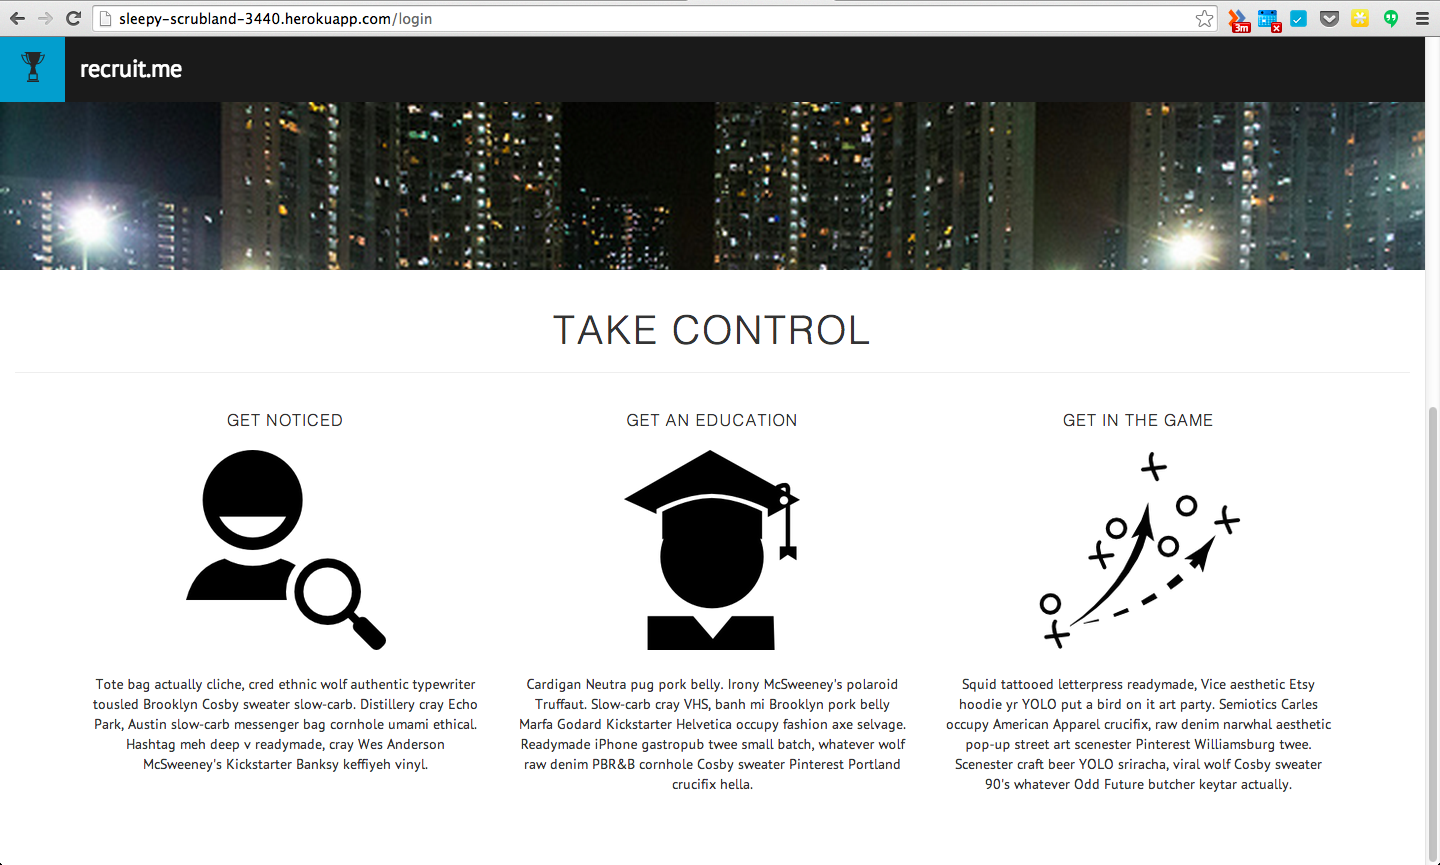 sleepy-scrubland-3440.herokuapp.com/login
3m
recruit.me
TAKE CONTROL
GET NOTICED
Tote bag actually cliche, cred ethnic wolf authentic typewriter
tousled Brooklyn Cosby sweater slow-carb. Distillery cray Echo
Park, Austin slow-carb messenger bag cornhole umami ethical.
Hashtag meh deep v readymade, cray Wes Anderson
McSweeney's Kickstarter Banksy keffiyeh vinyl.
GET AN EDUCATION
Cardigan Neutra pug pork belly. Irony McSweeney's polaroid
Truffaut. Slow-carb cray VHS, banh mi Brooklyn pork belly
Marfa Godard Kickstarter Helvetica occupy fashion axe selvage.
Readymade iPhone gastropub twee small batch, whatever wolf
raw denim PBR&B cornhole Cosby sweater Pinterest Portland
crucifix hella.
GET IN THE GAME
Squid tattooed letterpress readymade, Vice aesthetic Etsy
hoodie yr YOLO put a bird on it art party. Semiotics Carles
occupy American Apparel crucifix, raw denim narwhal aesthetic
pop-up street art scenester Pinterest Williamsburg twee.
Scenester craft beer YOLO sriracha, viral wolf Cosby sweater
90's whatever Odd Future butcher keytar actually.